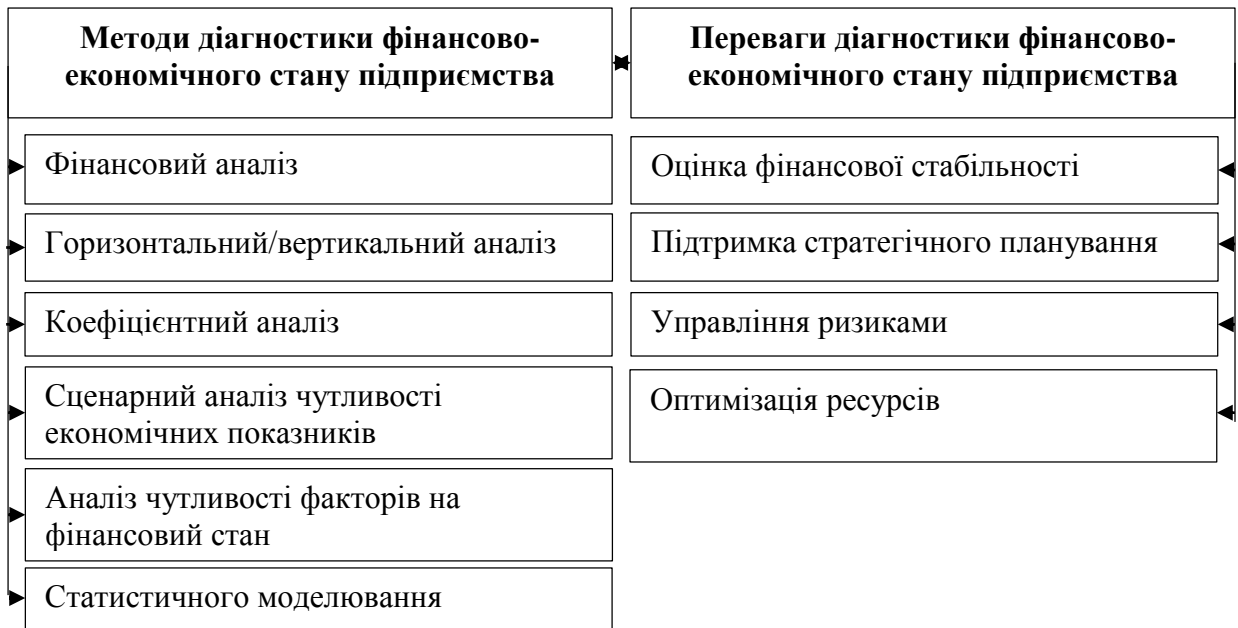 Методи діагностики фінансово-
економічного стану підприємства
Фінансовий аналіз
Горизонтальний/вертикальний аналіз
Коефіцієнтний аналіз
Сценарний аналіз чутливості
економічних показників
Аналіз чутливості факторів на
фінансовий стан
Статистичного моделювання
Переваги діагностики фінансово-
економічного стану підприємства
Оцінка фінансової стабільності
Підтримка стратегічного планування
Управління ризиками
Оптимізація ресурсів